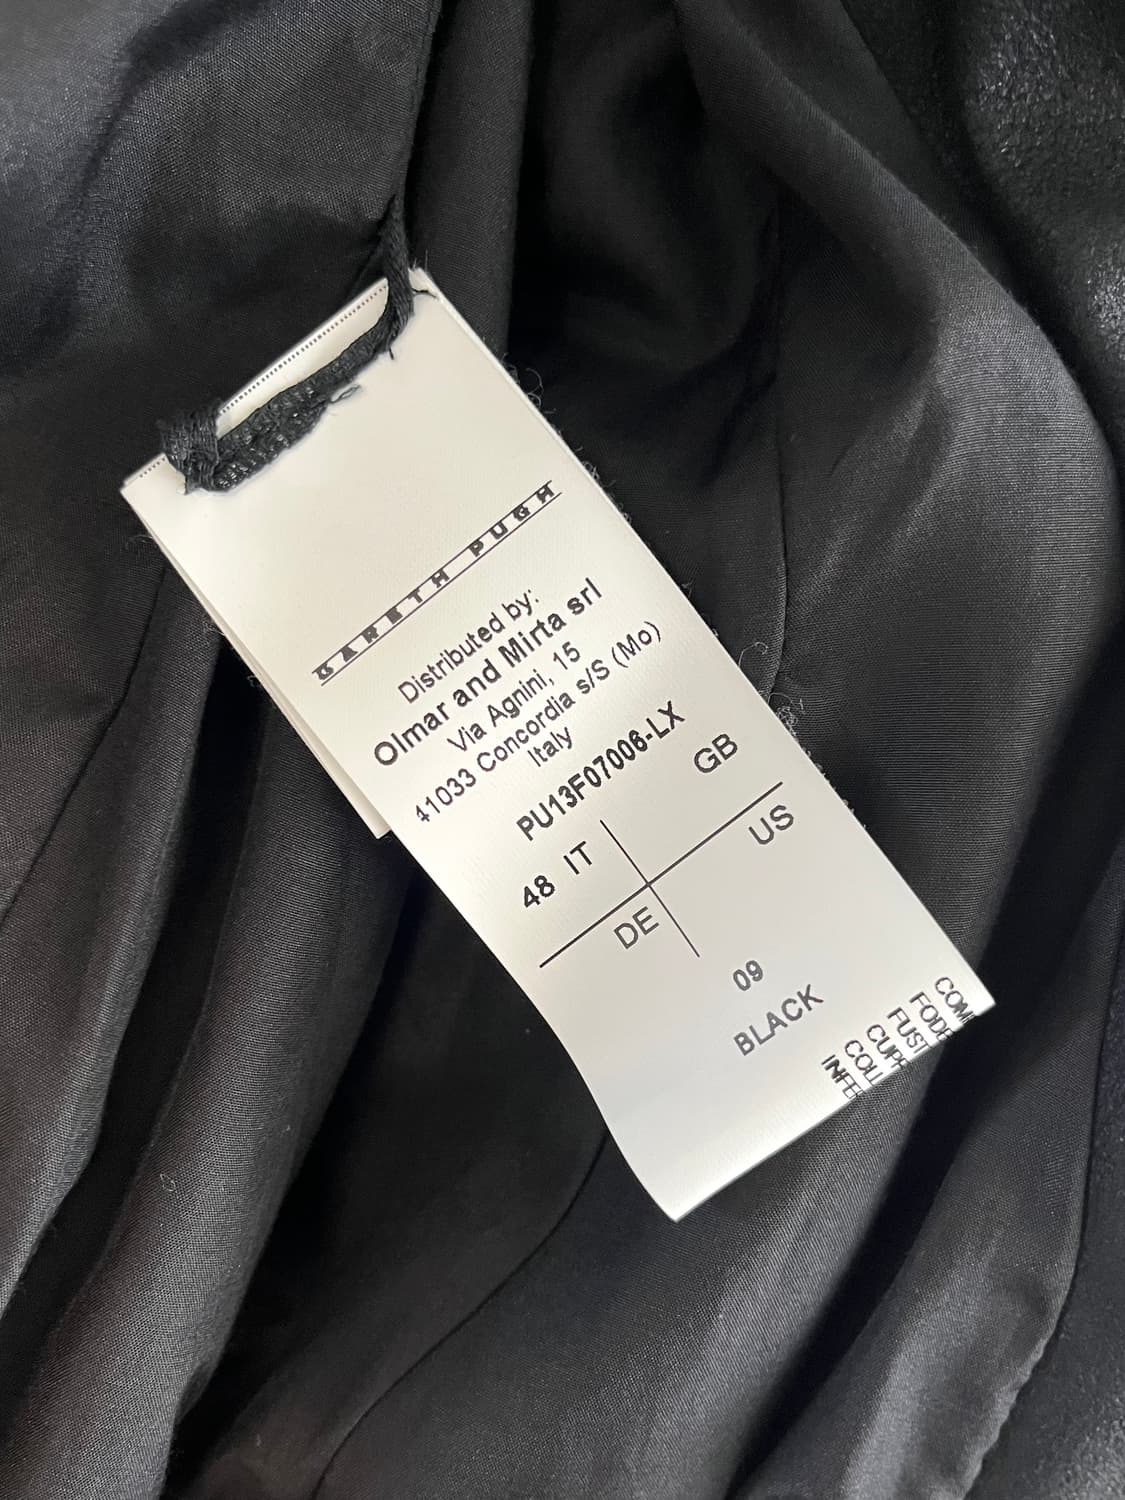 GARETH PUGH
Distributed by:
Olmar and Mirta srl
Via Agnini, 15
41033 Concordia s/S (Mo)
Italy
PU13F07006-LX
48 IT
GB
DE
US
09
BLACK